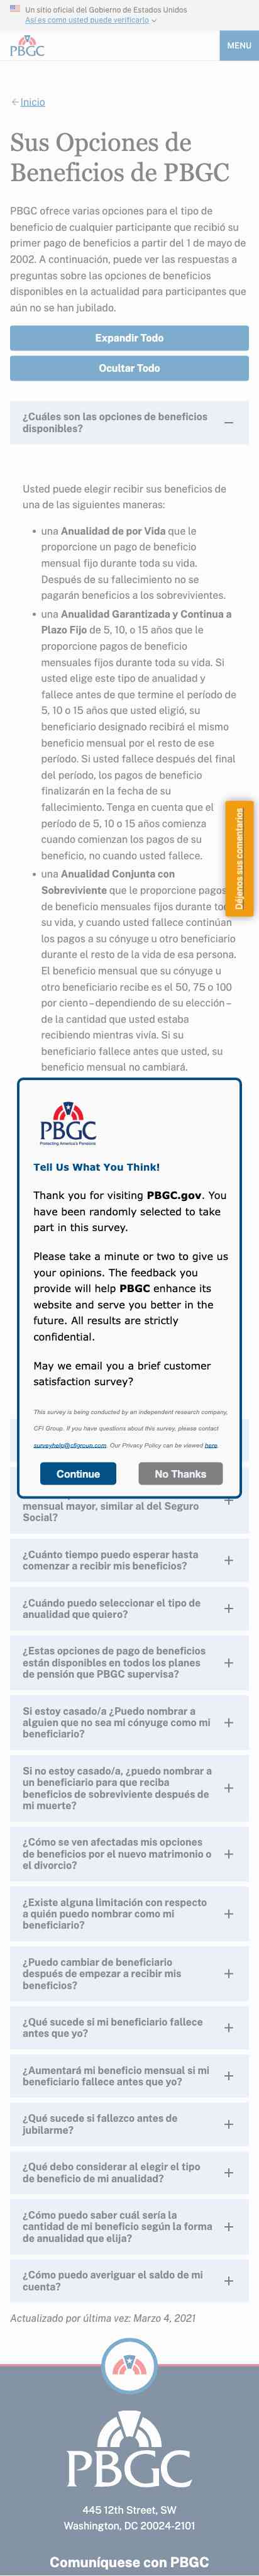 Un sitio oficial del Gobierno de Estados Unidos
Así es como usted puede verificarlo
PBGC
MENU
Inicio
Sus Opciones de
Beneficios de PBGC
PBGC ofrece varias opciones para el tipo de
beneficio de cualquier participante que recibió su
primer pago de beneficios a partir del 1 de mayo de
2002. A continuación, puede ver las respuestas a
preguntas sobre las opciones de beneficios
disponibles en la actualidad para participantes que
aún no se han jubilado.
Expandir Todo
Ocultar Todo
¿Cuáles son las opciones de beneficios
disponibles?
Usted puede elegir recibir sus beneficios de
una de las siguientes maneras:
• una Anualidad de por Vida que le
proporcione un pago de beneficio
mensual fijo durante toda su vida.
Después de su fallecimiento no se
pagarán beneficios a los sobrevivientes.
• una Anualidad Garantizada y Continua a
Plazo Fijo de 5, 10, o 15 años que le
proporcione pagos de beneficio
mensuales fijos durante toda su vida. Si
usted elige este tipo de anualidad y
fallece antes de que termine el período de
5, 10 o 15 años que usted eligió, su
beneficiario designado recibirá el mismo
beneficio mensual por el resto de ese
período. Si usted fallece después del final
del período, los pagos de beneficio
finalizarán en la fecha de su
fallecimiento. Tenga en cuenta que el
período de 5, 10 o 15 años comienza
cuando comienzan los pagos de su
beneficio, no cuando usted fallece.
• una Anualidad Conjunta con
Sobreviviente que le proporcione pagos
de beneficio mensuales fijos durante
su vida, y cuando usted fallece continúan
los pagos a su cónyuge u otro beneficiario
durante el resto de la vida de esa persona.
El beneficio mensual que su cónyuge u
otro beneficiario recibe es el 50, 75 o 100
por ciento – dependiendo de su elección –
de la cantidad que usted estaba
recibiendo mientras vivía. Si su
beneficiario fallece antes que usted, su
beneficio mensual no cambiará.
Déjenos sus comentarios
PBGC
Protecting America's Pensions
Tell Us What You Think!
Thank you for visiting PBGC.gov. You
have been randomly selected to take
part in this survey.
Please take a minute or two to give us
your opinions. The feedback you
provide will help PBGC enhance its
website and serve you better in the
future. All results are strictly
confidential.
May we email you a brief customer
satisfaction survey?
This survey is being conducted by an independent research company,
CFI Group. If you have questions about this survey, please contact
surveyhelp@cfigroup.com. Our Privacy Policy can be viewed here.
Continue
No Thanks
mensual mayor, similar al del Seguro
Social?
¿Cuánto tiempo puedo esperar hasta
comenzar a recibir mis beneficios?
¿Cuándo puedo seleccionar el tipo de
anualidad que quiero?
¿Estas opciones de pago de beneficios
están disponibles en todos los planes
de pensión que PBGC supervisa?
Si estoy casado/a ¿Puedo nombrar a
alguien que no sea mi cónyuge como mi
beneficiario?
Si no estoy casado/a, ¿puedo nombrar a
un beneficiario para que reciba
beneficios de sobreviviente después de
mi muerte?
¿Cómo se ven afectadas mis opciones
de beneficios por el nuevo matrimonio o
el divorcio?
¿Existe alguna limitación con respecto
a quién puedo nombrar como mi
beneficiario?
¿Puedo cambiar de beneficiario
después de empezar a recibir mis
beneficios?
¿Qué sucede si mi beneficiario fallece
antes que yo?
¿Aumentará mi beneficio mensual si mi
beneficiario fallece antes que yo?
¿Qué sucede si fallezco antes de
jubilarme?
¿Qué debo considerar al elegir el tipo
de beneficio de mi anualidad?
¿Cómo puedo saber cuál sería la
cantidad de mi beneficio según la forma
de anualidad que elija?
¿Cómo puedo averiguar el saldo de mi
cuenta?
Actualizado por última vez: Marzo 4, 2021
PBGC
445 12th Street, SW
Washington, DC 20024-2101
Comuníquese con PBGC